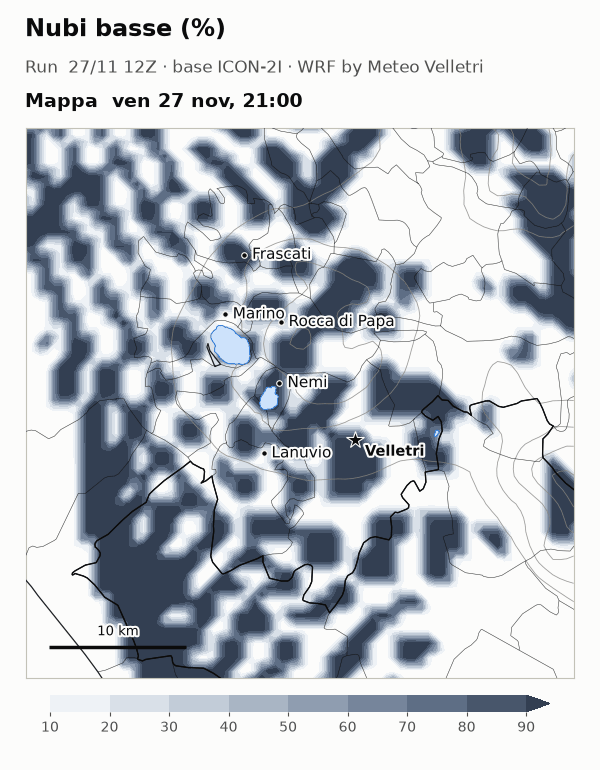 Nubi basse (%)
Run  27/11 12Z · base ICON-2I · WRF by Meteo Velletri
Mappa  ven 27 nov, 21:00
Frascati
Marino
Rocca di Papa
Nemi
Velletri
Lanuvio
10 km
10 20 30 40 50 60 70 80 90